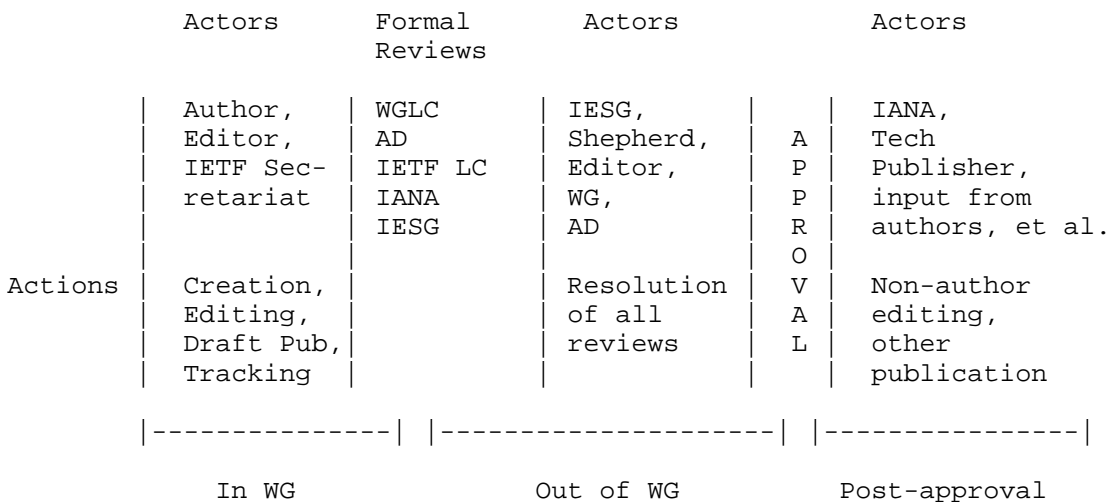 Actors Formal Actors Actors
Reviews
| Author, | WGLC | IESG, | | IANA,
| Editor, | AD | Shepherd, | A | Tech
| IETF Sec- | IETF LC | Editor, | P | Publisher,
| retariat | IANA | WG, | P | input from
| | IESG | AD | R | authors, et al.
| | | | O |
Actions | Creation, | | Resolution | V | Non-author
| Editing, | | of all | A | editing,
| Draft Pub,| | reviews | L | other
| Tracking | | | | publication
|---------------| |---------------------| |----------------|
In WG Out of WG Post-approval